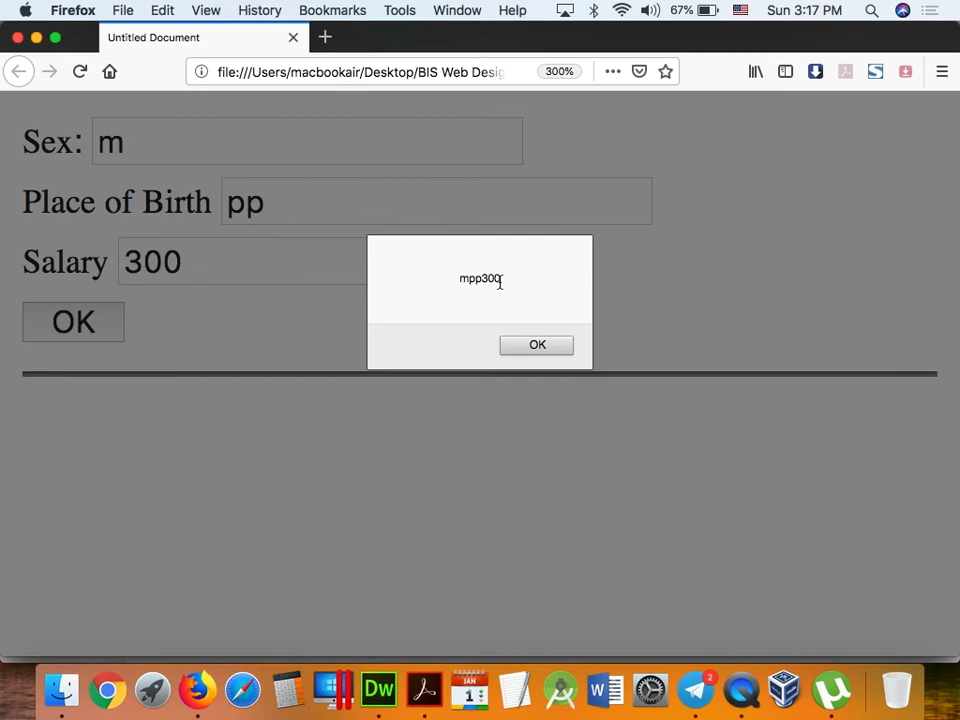 Firefox File Edit View History Bookmarks Tools Window Help 67% Sun 3:17 PM
Untitled Document
file:///Users/macbookair/Desktop/BIS Web Desig 300%
Sex: m
Place of Birth pp
Salary 300
mpp300
OK
OK
Dw
JAN
1
W
2